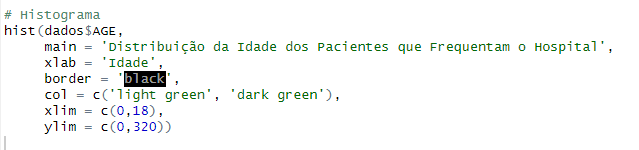 # Histograma
hist(dados$AGE,
     main = 'Distribuição da Idade dos Pacientes que Frequentam o Hospital',
     xlab = 'Idade',
     border = 'black',
     col = c('light green', 'dark green'),
     xlim = c(0,18),
     ylim = c(0,320))